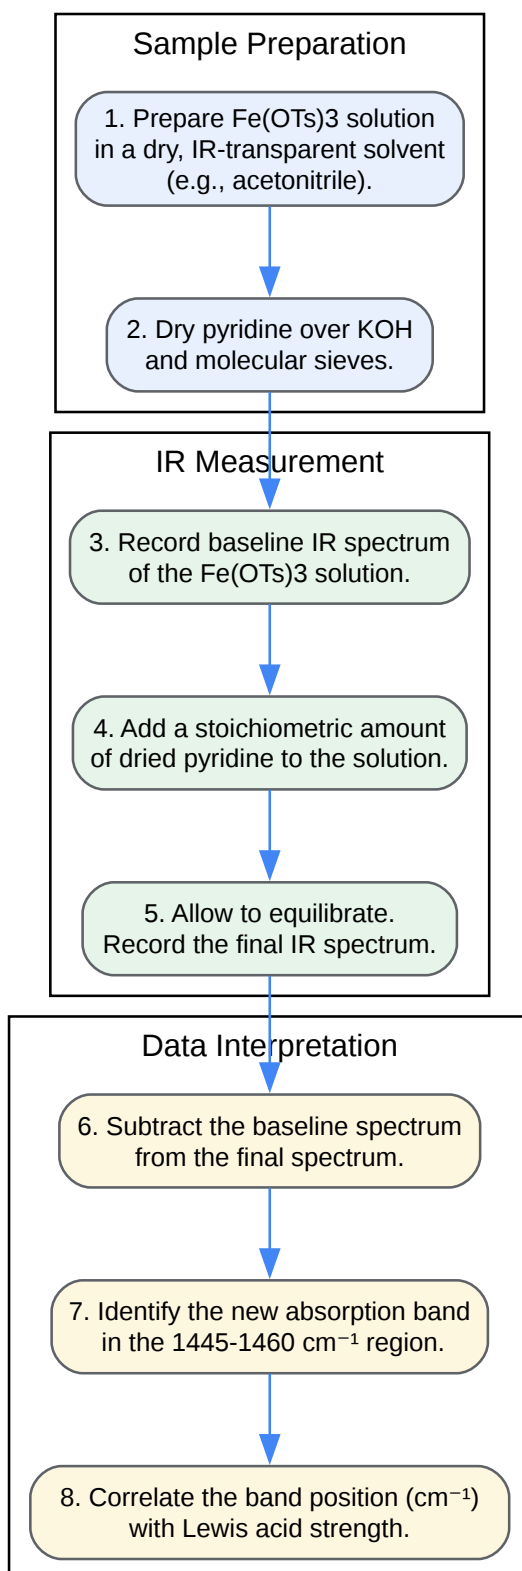 Sample Preparation
1. Prepare Fe(OTs)3 solution
in a dry, IR-transparent solvent
(e.g., acetonitrile).
2. Dry pyridine over KOH
and molecular sieves.
IR Measurement
3. Record baseline IR spectrum
of the Fe(OTs)3 solution.
4. Add a stoichiometric amount
of dried pyridine to the solution.
5. Allow to equilibrate.
Record the final IR spectrum.
Data Interpretation
6. Subtract the baseline spectrum
from the final spectrum.
7. Identify the new absorption band
in the 1445-1460 cm⁻¹ region.
8. Correlate the band position (cm⁻¹)
with Lewis acid strength.